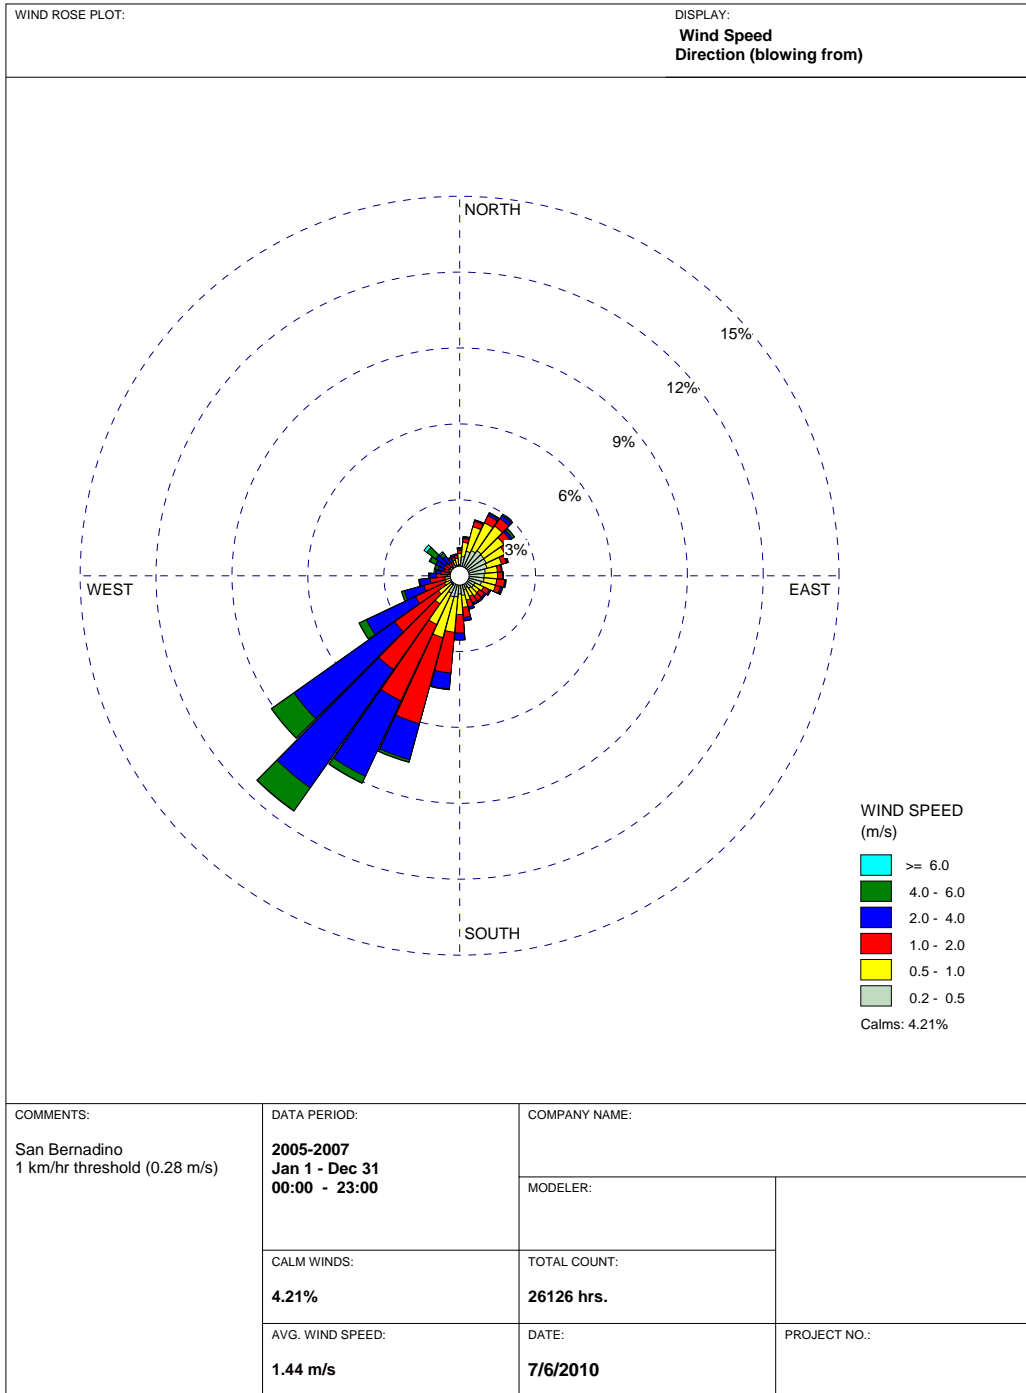 WIND ROSE PLOT:
DISPLAY:
Wind Speed
Direction (blowing from)
NORTH
15%
12%
9%
6%
3%
WEST
EAST
SOUTH
WIND SPEED
(m/s)
>= 6.0
4.0 - 6.0
2.0 - 4.0
1.0 - 2.0
0.5 - 1.0
0.2 - 0.5
Calms: 4.21%
COMMENTS:
San Bernadino
1 km/hr threshold (0.28 m/s)
DATA PERIOD:
2005-2007
Jan 1 - Dec 31
00:00 - 23:00
COMPANY NAME:
MODELER:
CALM WINDS:
4.21%
TOTAL COUNT:
26126 hrs.
AVG. WIND SPEED:
1.44 m/s
DATE:
7/6/2010
PROJECT NO.: